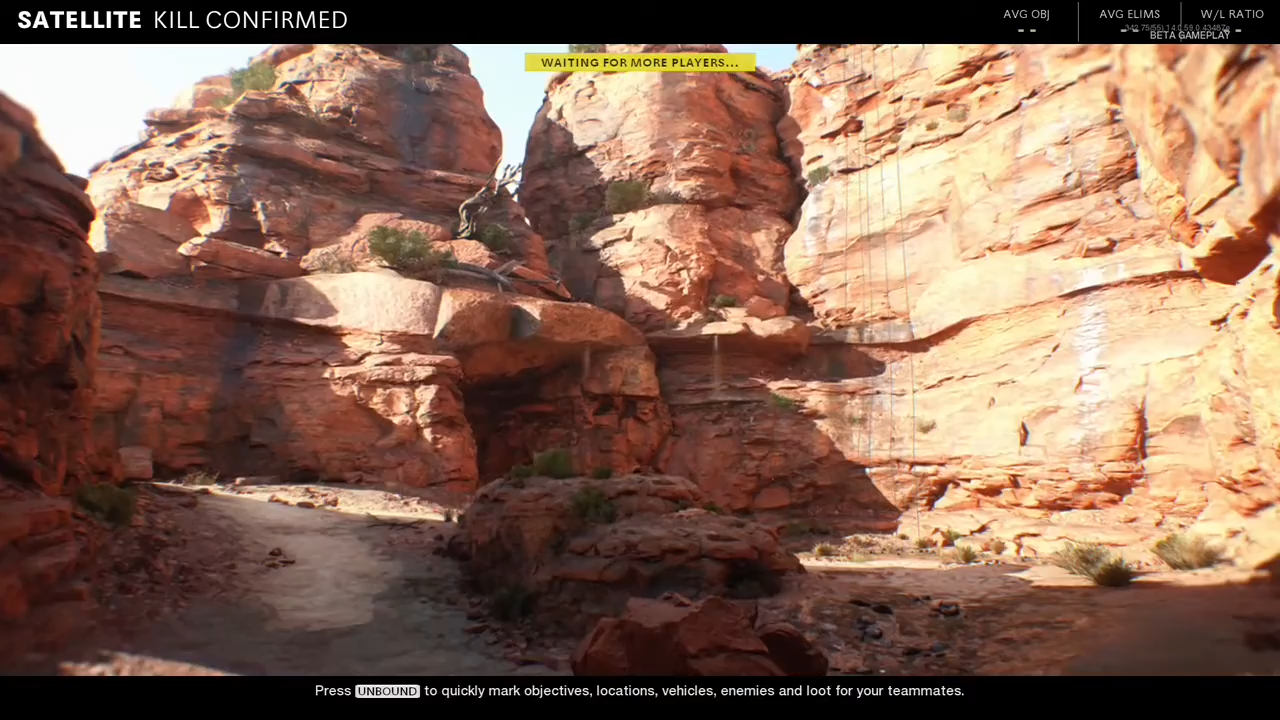 SATELLITE KILL CONFIRMED
AVG OBJ
AVG ELIMS
W/L RATIO
--
--
BETA GAMEPLAY
--
WAITING FOR MORE PLAYERS...
Press UNBOUND to quickly mark objectives, locations, vehicles, enemies and loot for your teammates.